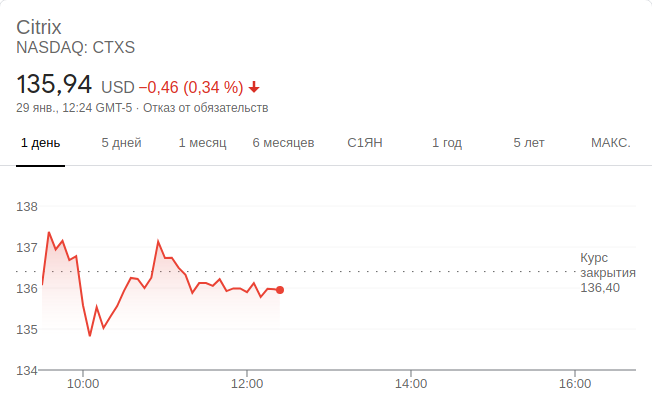 Citrix
NASDAQ: CTXS
135,94 USD −0,46 (0,34 %)
29 янв., 12:24 GMT-5 · Отказ от обязательств
1 день 5 дней 1 месяц 6 месяцев С1ЯН 1 год 5 лет МАКС.
138
137
Курс
закрытия
136,40
136
135
134
10:00 12:00 14:00 16:00